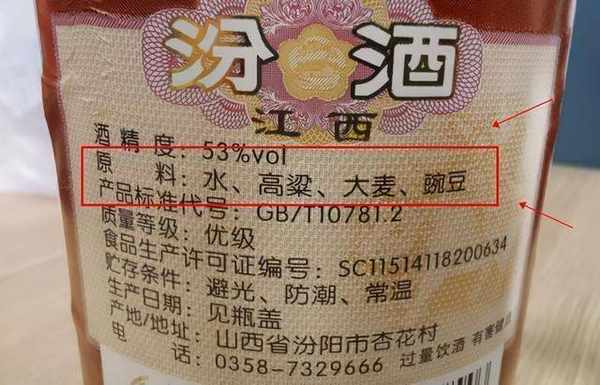 汾酒
江西
酒精度：53%vol
原料：水、高粱、大麦、豌豆
产品标准代号：GB/T10781.2
质量等级：优级
食品生产许可证编号：SC11514118200634
贮存条件：避光、防潮、常温
生产日期：见瓶盖
产地/地址：山西省汾阳市杏花村
电话：0358-7329666 过量饮酒 有害健康